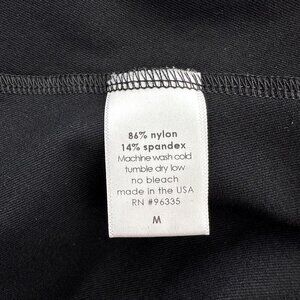 86% nylon
14% spandex
Machine wash cold
tumble dry low
no bleach
made in the USA
RN #96335
M